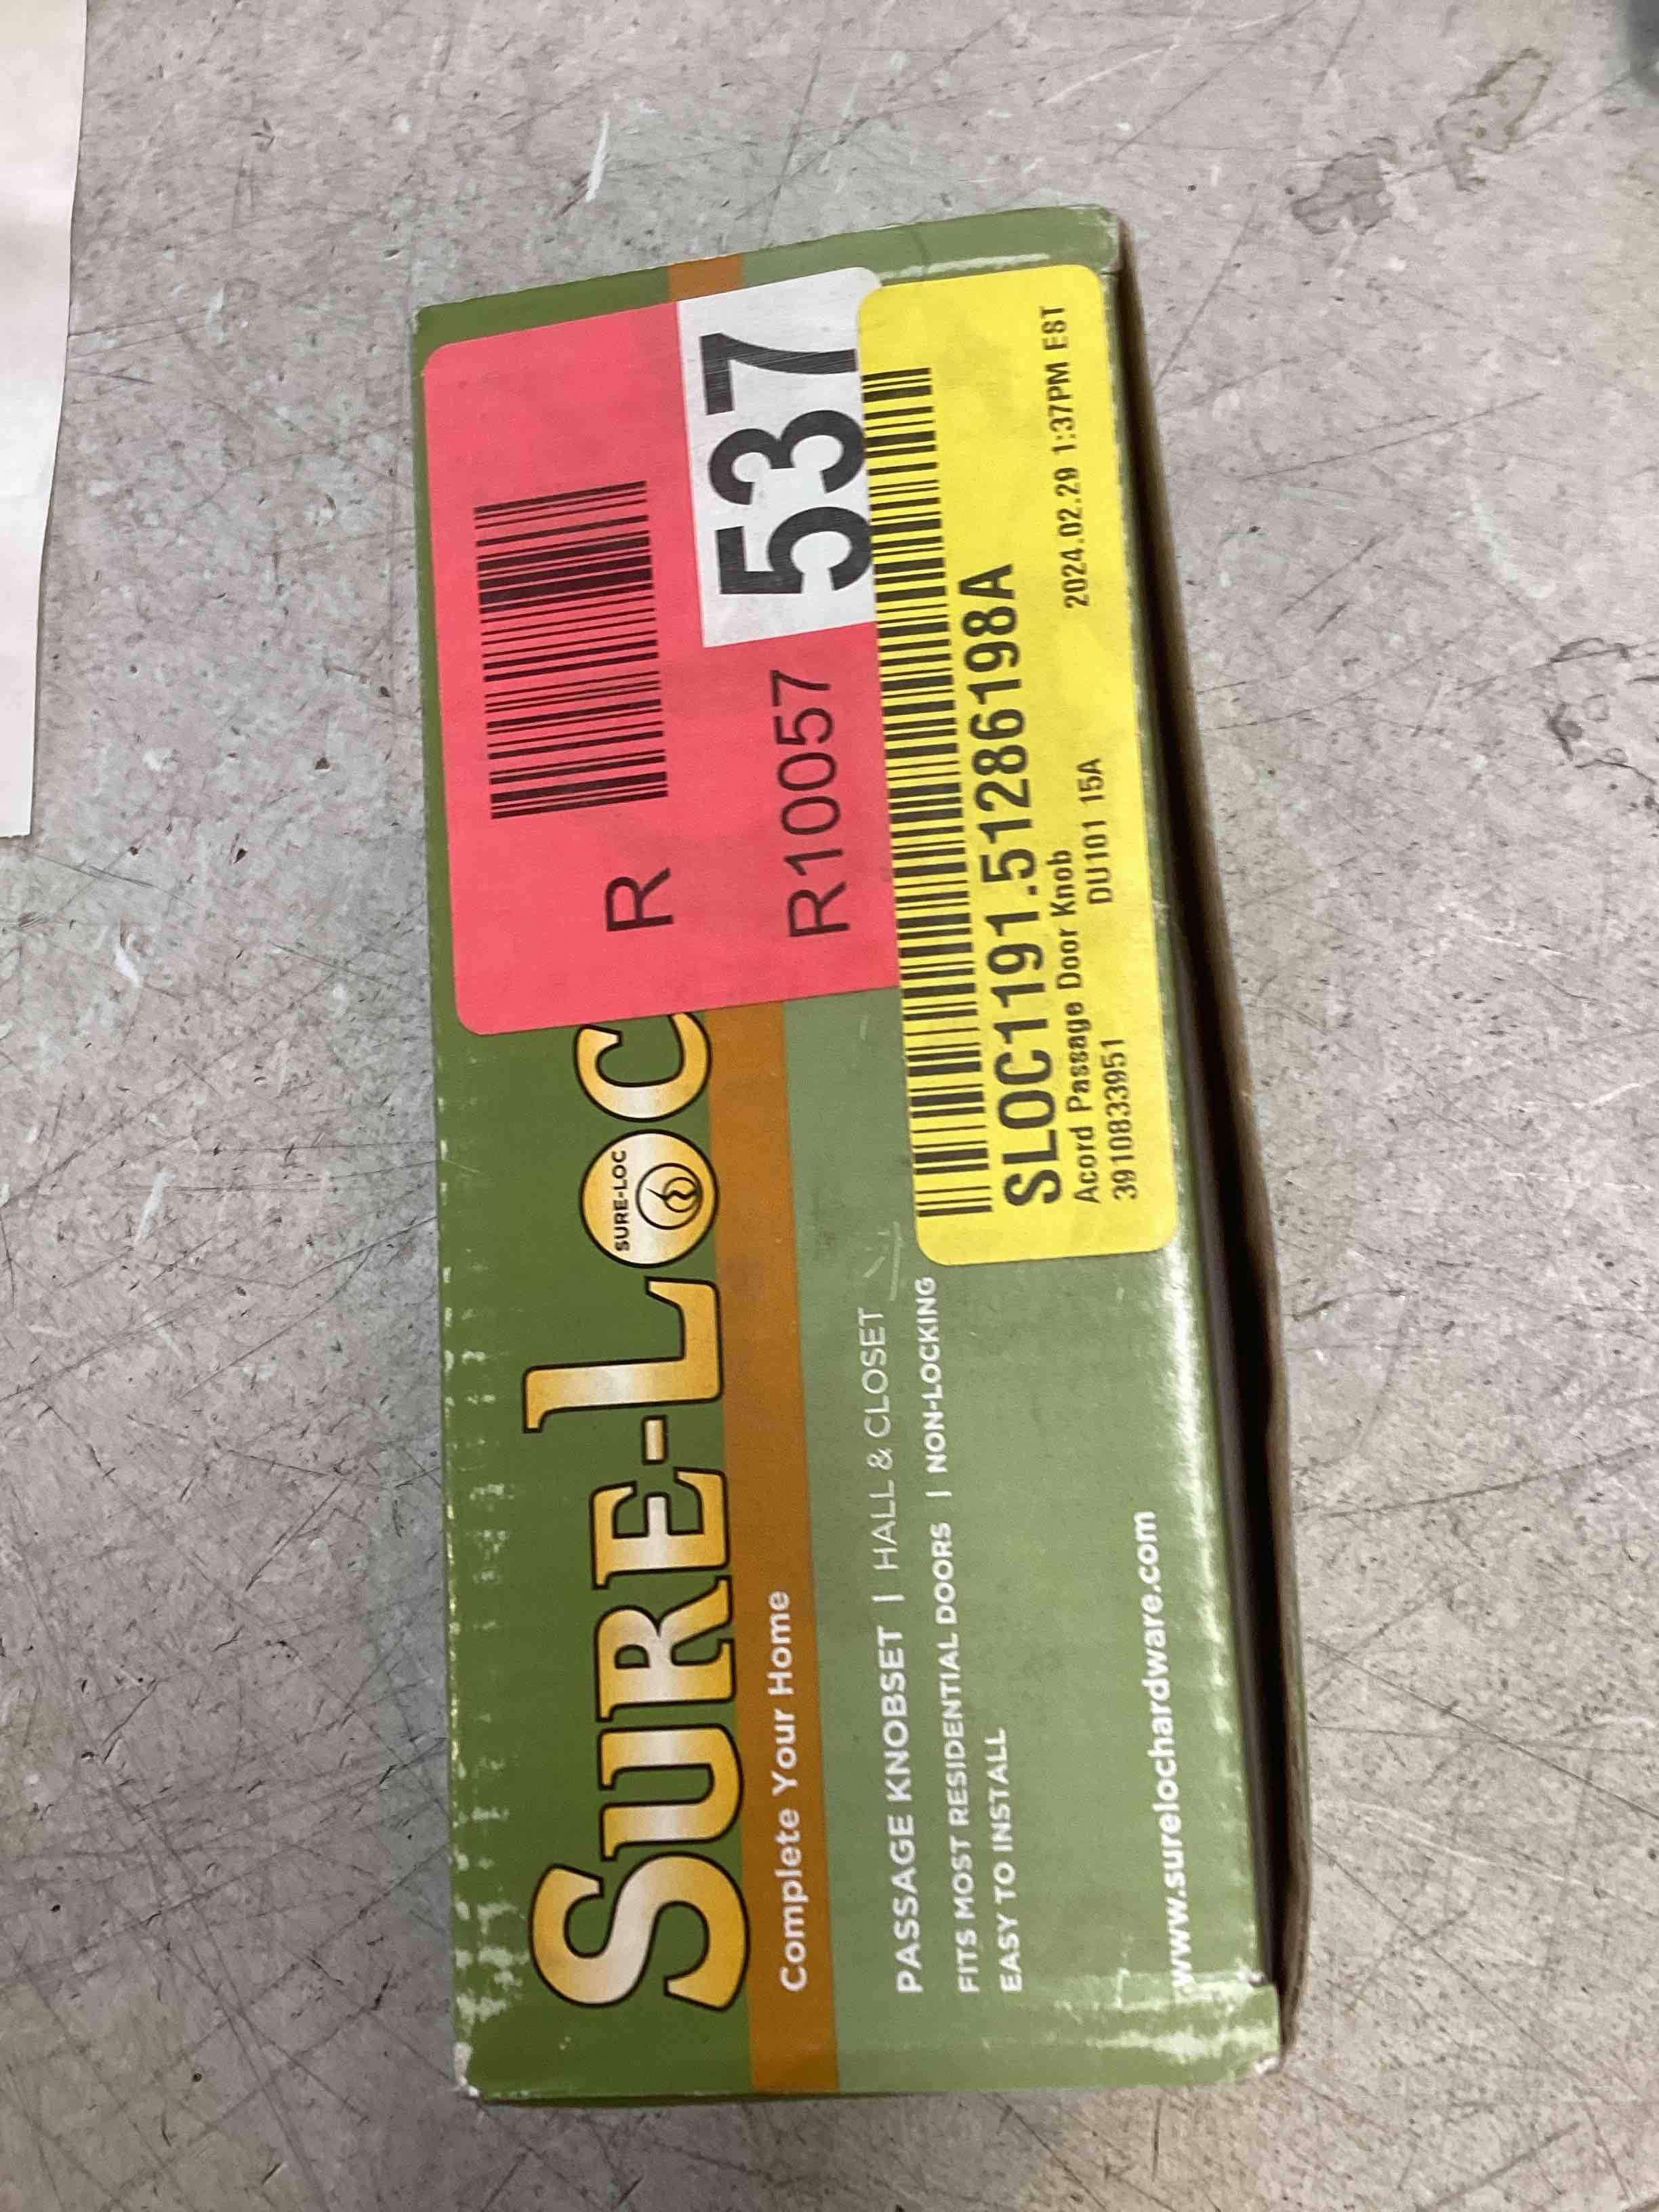 SURE-LOC
SURE-LOC
Complete Your Home
PASSAGE KNOBSET | HALL & CLOSET
FITS MOST RESIDENTIAL DOORS | NON-LOCKING
EASY TO INSTALL
www.surelochardware.com
R
R10057
537
SLOC1191.51286198A
Acord Passage Door Knob
3910833951
DU101 15A
2024.02.29 1:37PM EST